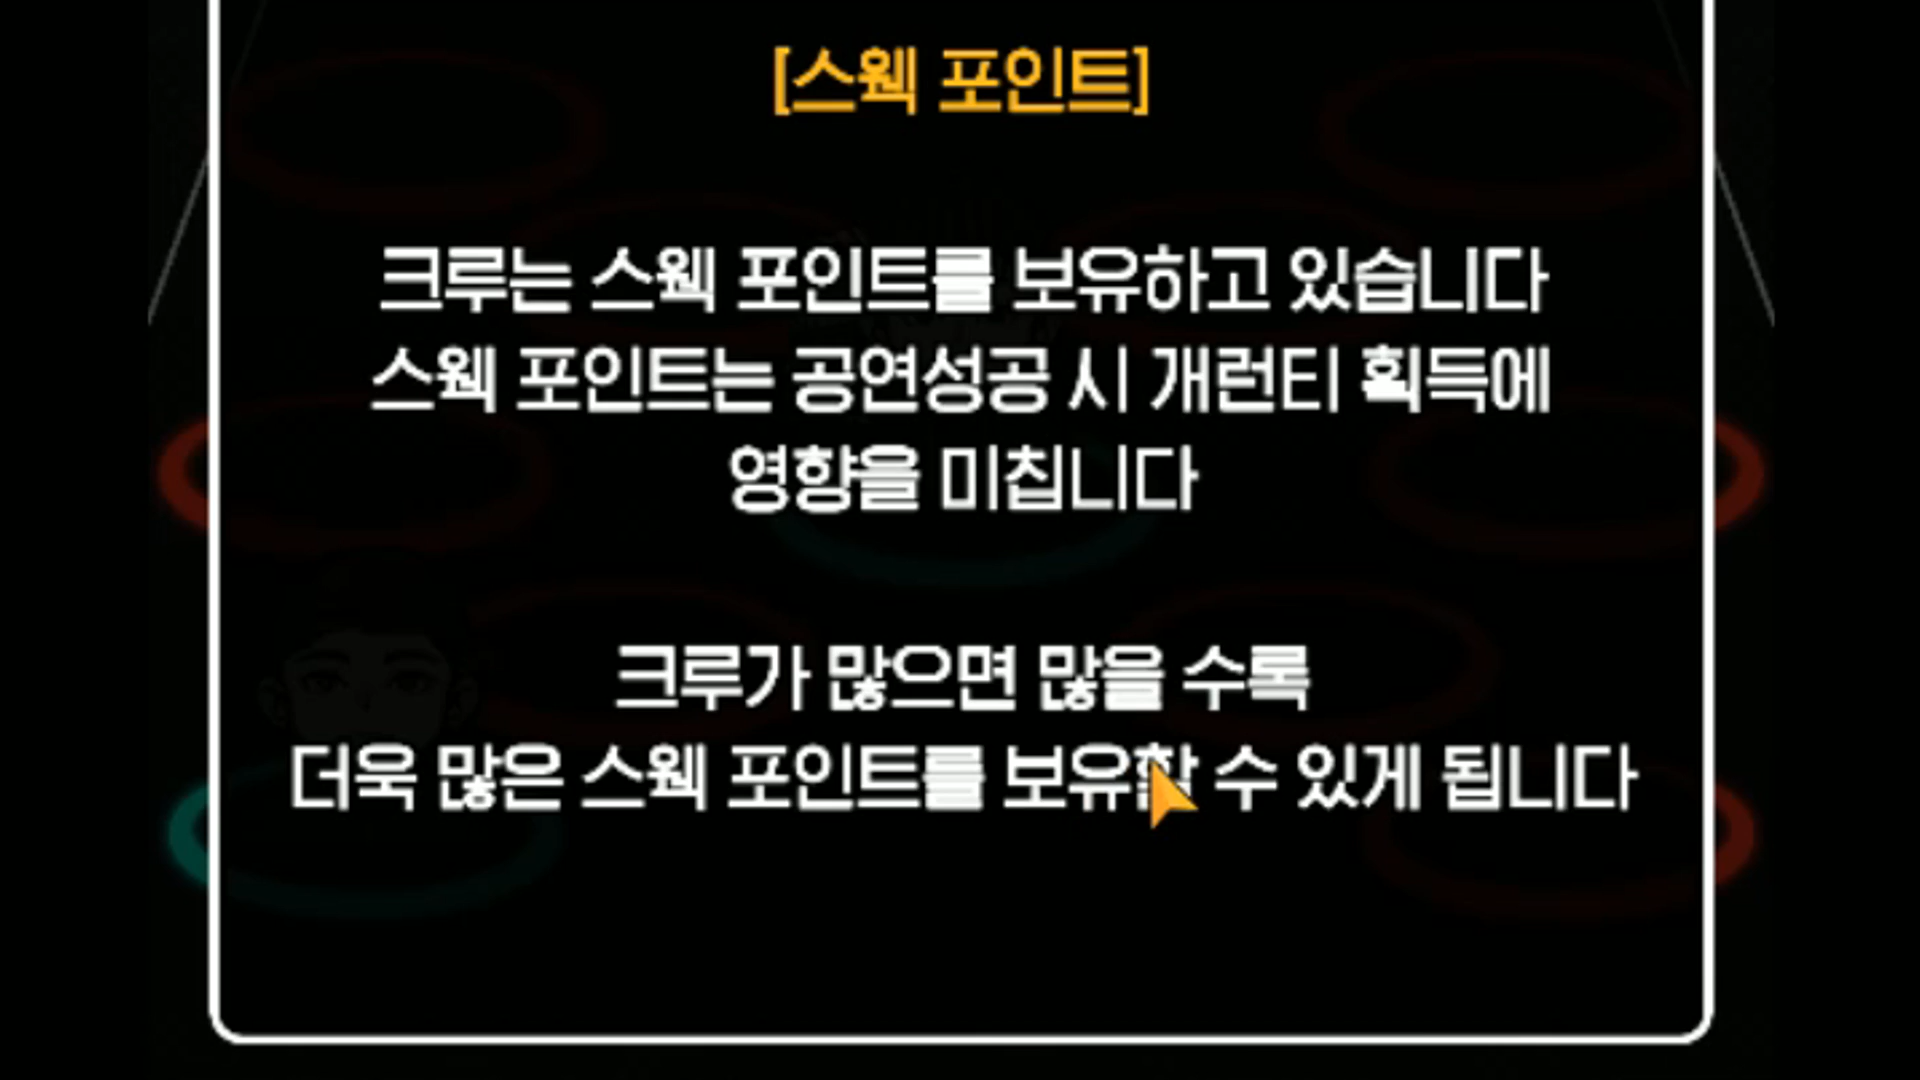 [스웩 포인트]
크루는 스웩 포인트를 보유하고 있습니다
스웩 포인트는 공연성공 시 개런티 획득에
영향을 미칩니다
크루가 많으면 많을 수록
더욱 많은 스웩 포인트를 보유할 수 있게 됩니다